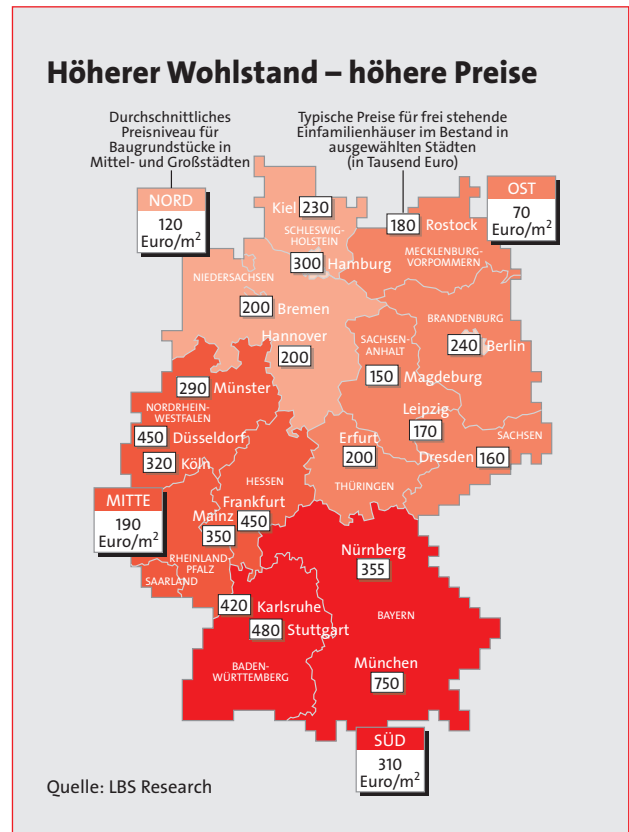 Höherer Wohlstand – höhere Preise
Durchschnittliches
Preisniveau für
Baugrundstücke in
Mittel- und Großstädten
Typische Preise für frei stehende
Einfamilienhäuser im Bestand in
ausgewählten Städten
(in Tausend Euro)
NORD
120
Euro/m²
OST
70
Euro/m²
Kiel 230
180 Rostock
SCHLESWIG-
HOLSTEIN
MECKLENBURG-
VORPOMMERN
300 Hamburg
NIEDERSACHSEN
200 Bremen
BRANDENBURG
Hannover
200
SACHSEN-
ANHALT
240 Berlin
150 Magdeburg
290 Münster
NORDRHEIN-
WESTFALEN
450 Düsseldorf
320 Köln
Leipzig
170
SACHSEN
Erfurt
200
Dresden 160
THÜRINGEN
HESSEN
MITTE
190
Euro/m²
Frankfurt
450
Mainz
350
RHEINLAND
PFALZ
SAARLAND
Nürnberg
355
420 Karlsruhe
480 Stuttgart
BAYERN
BADEN-
WÜRTTEMBERG
München
750
SÜD
310
Euro/m²
Quelle: LBS Research